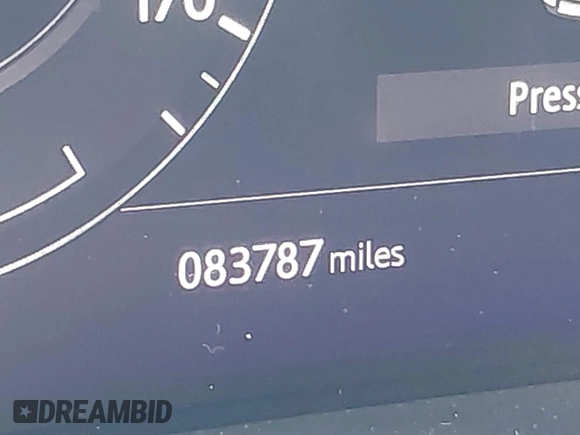 170
Press
083787 miles
DREAMBID